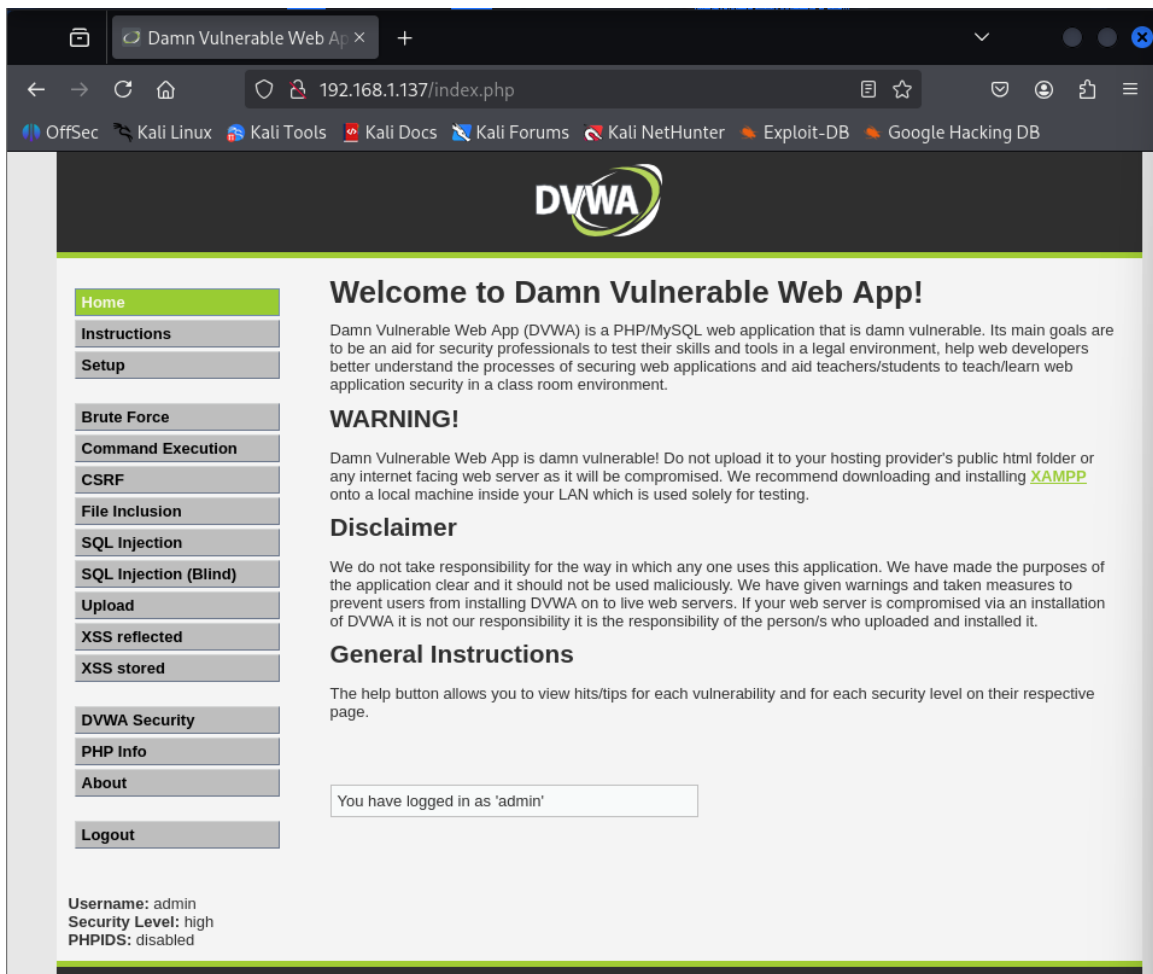 Damn Vulnerable Web Ap
192.168.1.137/index.php
OffSec Kali Linux Kali Tools Kali Docs Kali Forums Kali NetHunter Exploit-DB Google Hacking DB
DVWA
Home
Instructions
Setup
Brute Force
Command Execution
CSRF
File Inclusion
SQL Injection
SQL Injection (Blind)
Upload
XSS reflected
XSS stored
DVWA Security
PHP Info
About
Logout
Username: admin
Security Level: high
PHPIDS: disabled
Welcome to Damn Vulnerable Web App!
Damn Vulnerable Web App (DVWA) is a PHP/MySQL web application that is damn vulnerable. Its main goals are
to be an aid for security professionals to test their skills and tools in a legal environment, help web developers
better understand the processes of securing web applications and aid teachers/students to teach/learn web
application security in a class room environment.
WARNING!
Damn Vulnerable Web App is damn vulnerable! Do not upload it to your hosting provider's public html folder or
any internet facing web server as it will be compromised. We recommend downloading and installing XAMPP
onto a local machine inside your LAN which is used solely for testing.
Disclaimer
We do not take responsibility for the way in which any one uses this application. We have made the purposes of
the application clear and it should not be used maliciously. We have given warnings and taken measures to
prevent users from installing DVWA on to live web servers. If your web server is compromised via an installation
of DVWA it is not our responsibility it is the responsibility of the person/s who uploaded and installed it.
General Instructions
The help button allows you to view hits/tips for each vulnerability and for each security level on their respective
page.
You have logged in as 'admin'